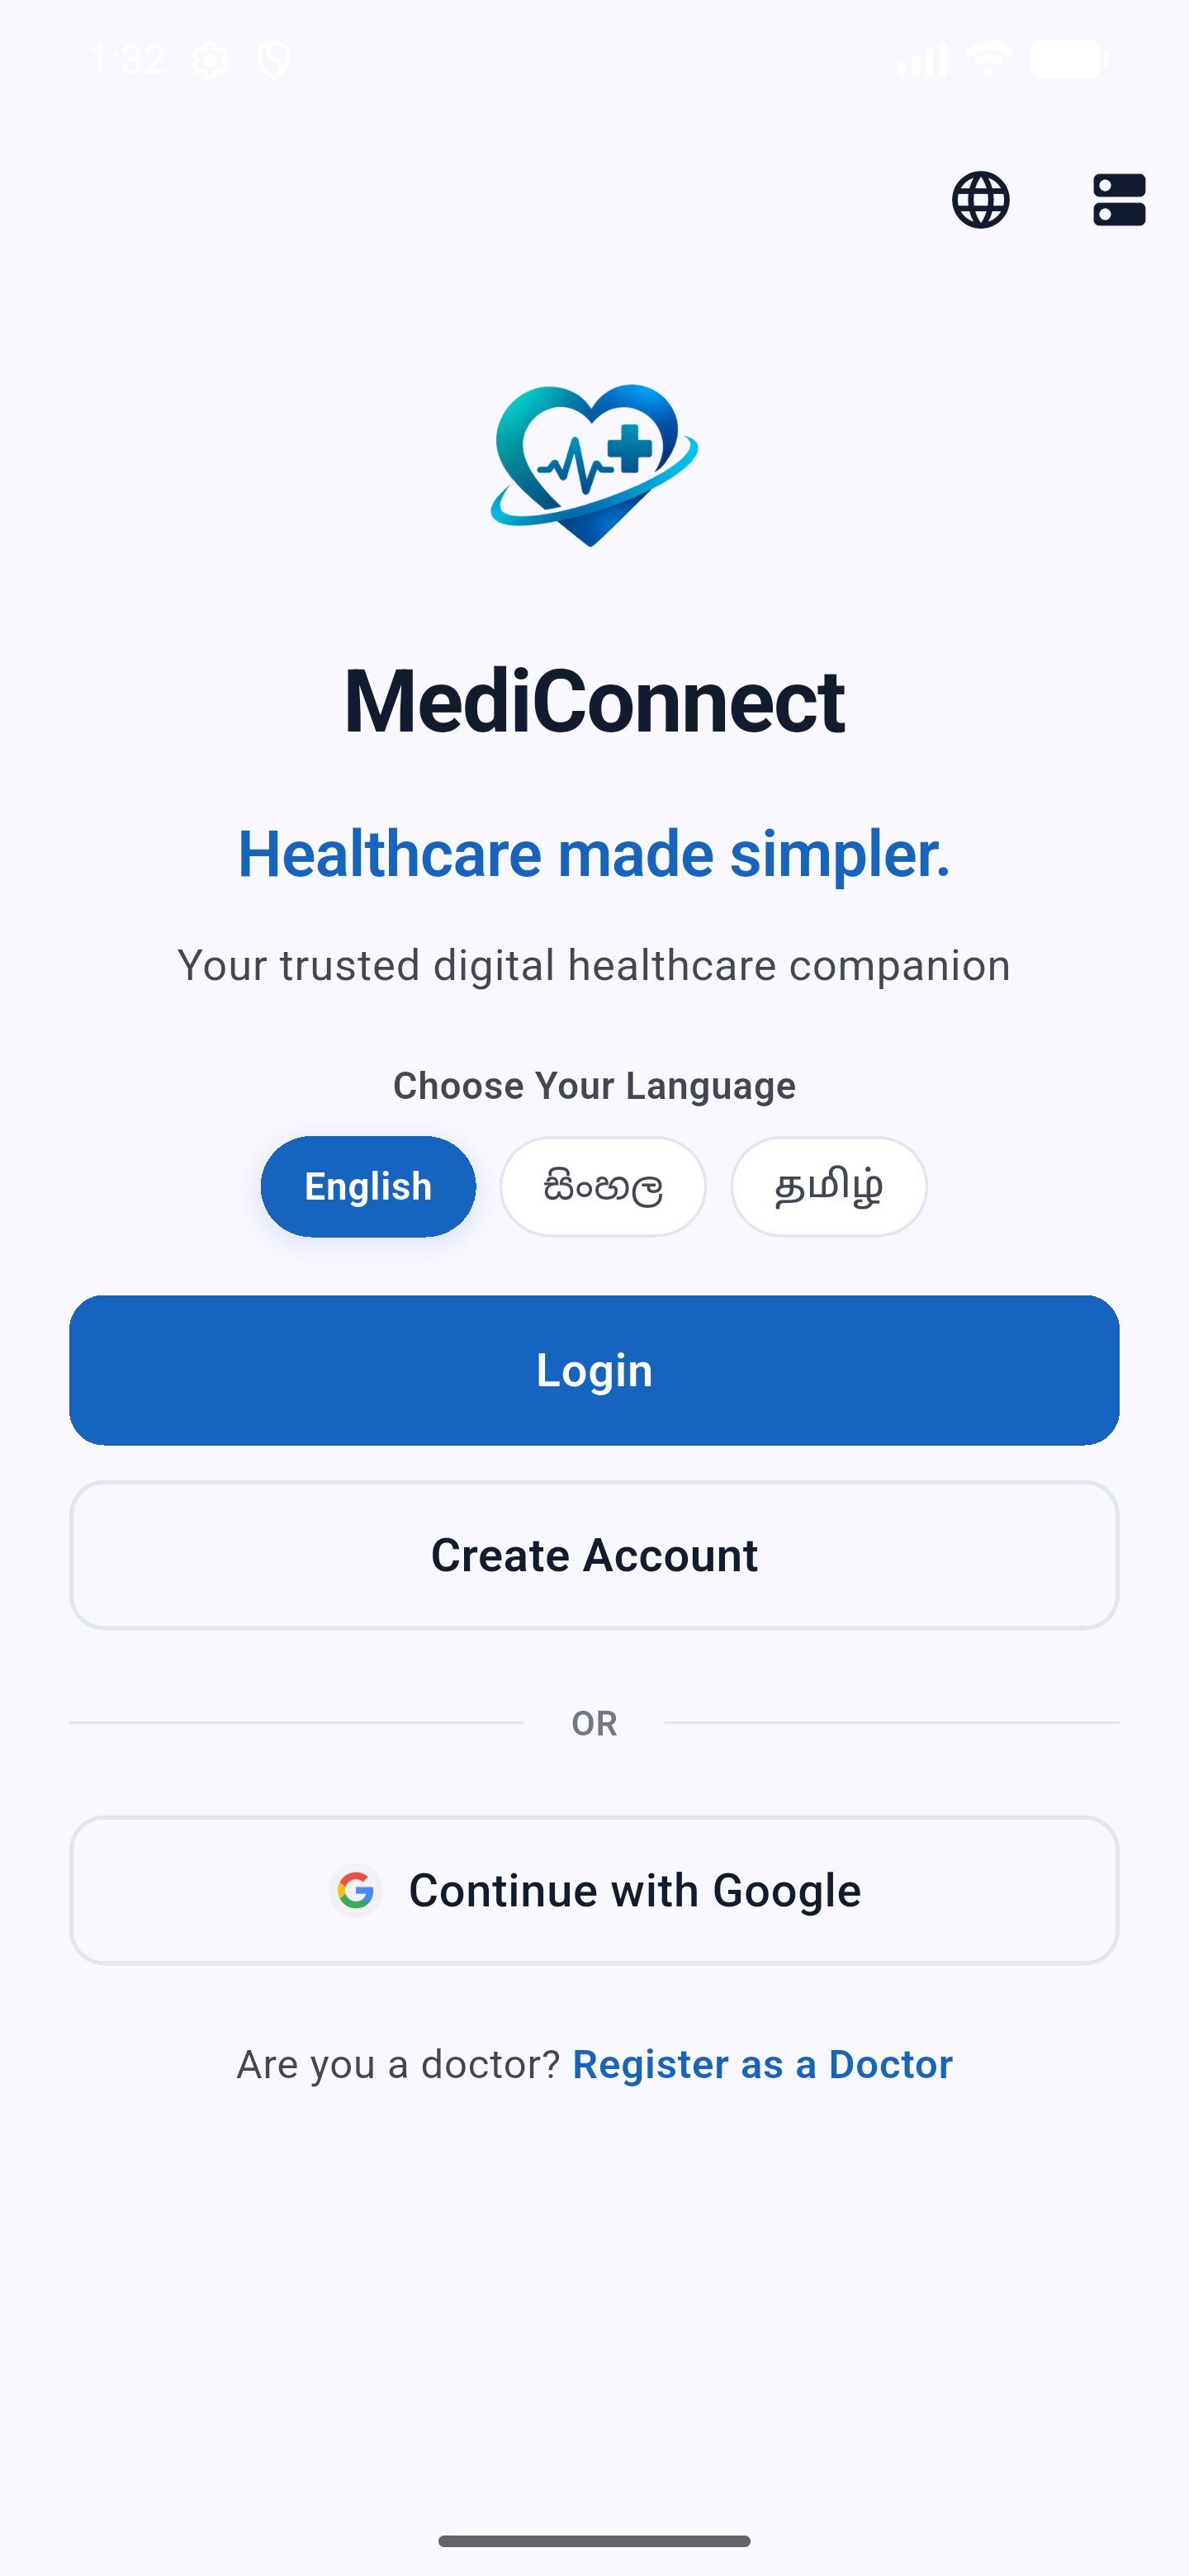 1:32
MediConnect
Healthcare made simpler.
Your trusted digital healthcare companion
Choose Your Language
English සිංහල தமிழ்
Login
Create Account
OR
Continue with Google
Are you a doctor? Register as a Doctor